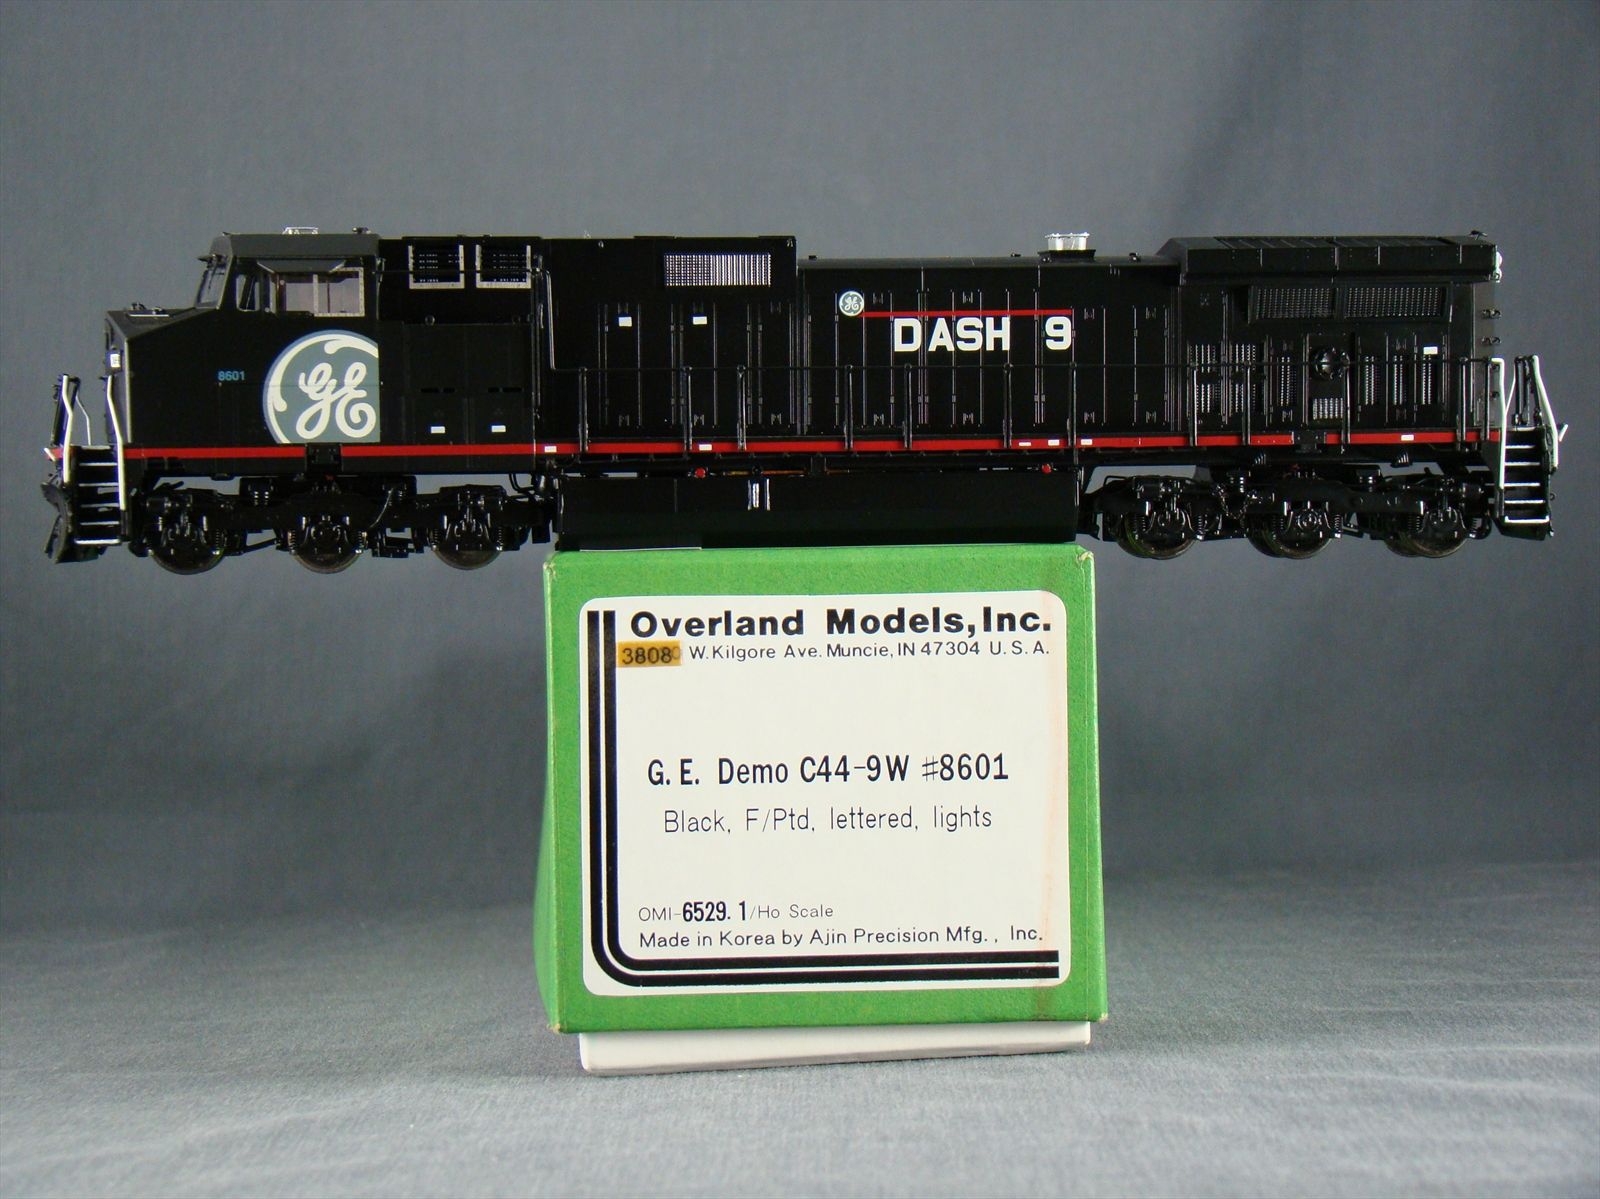 GE
DASH 9
8601
GE
Overland Models, Inc.
3808 W. Kilgore Ave. Muncie, IN 47304 U. S. A.
G. E. Demo C44-9W #8601
Black, F/Ptd, lettered, lights
OMI-6529. 1/Ho Scale
Made in Korea by Ajin Precision Mfg. , Inc.